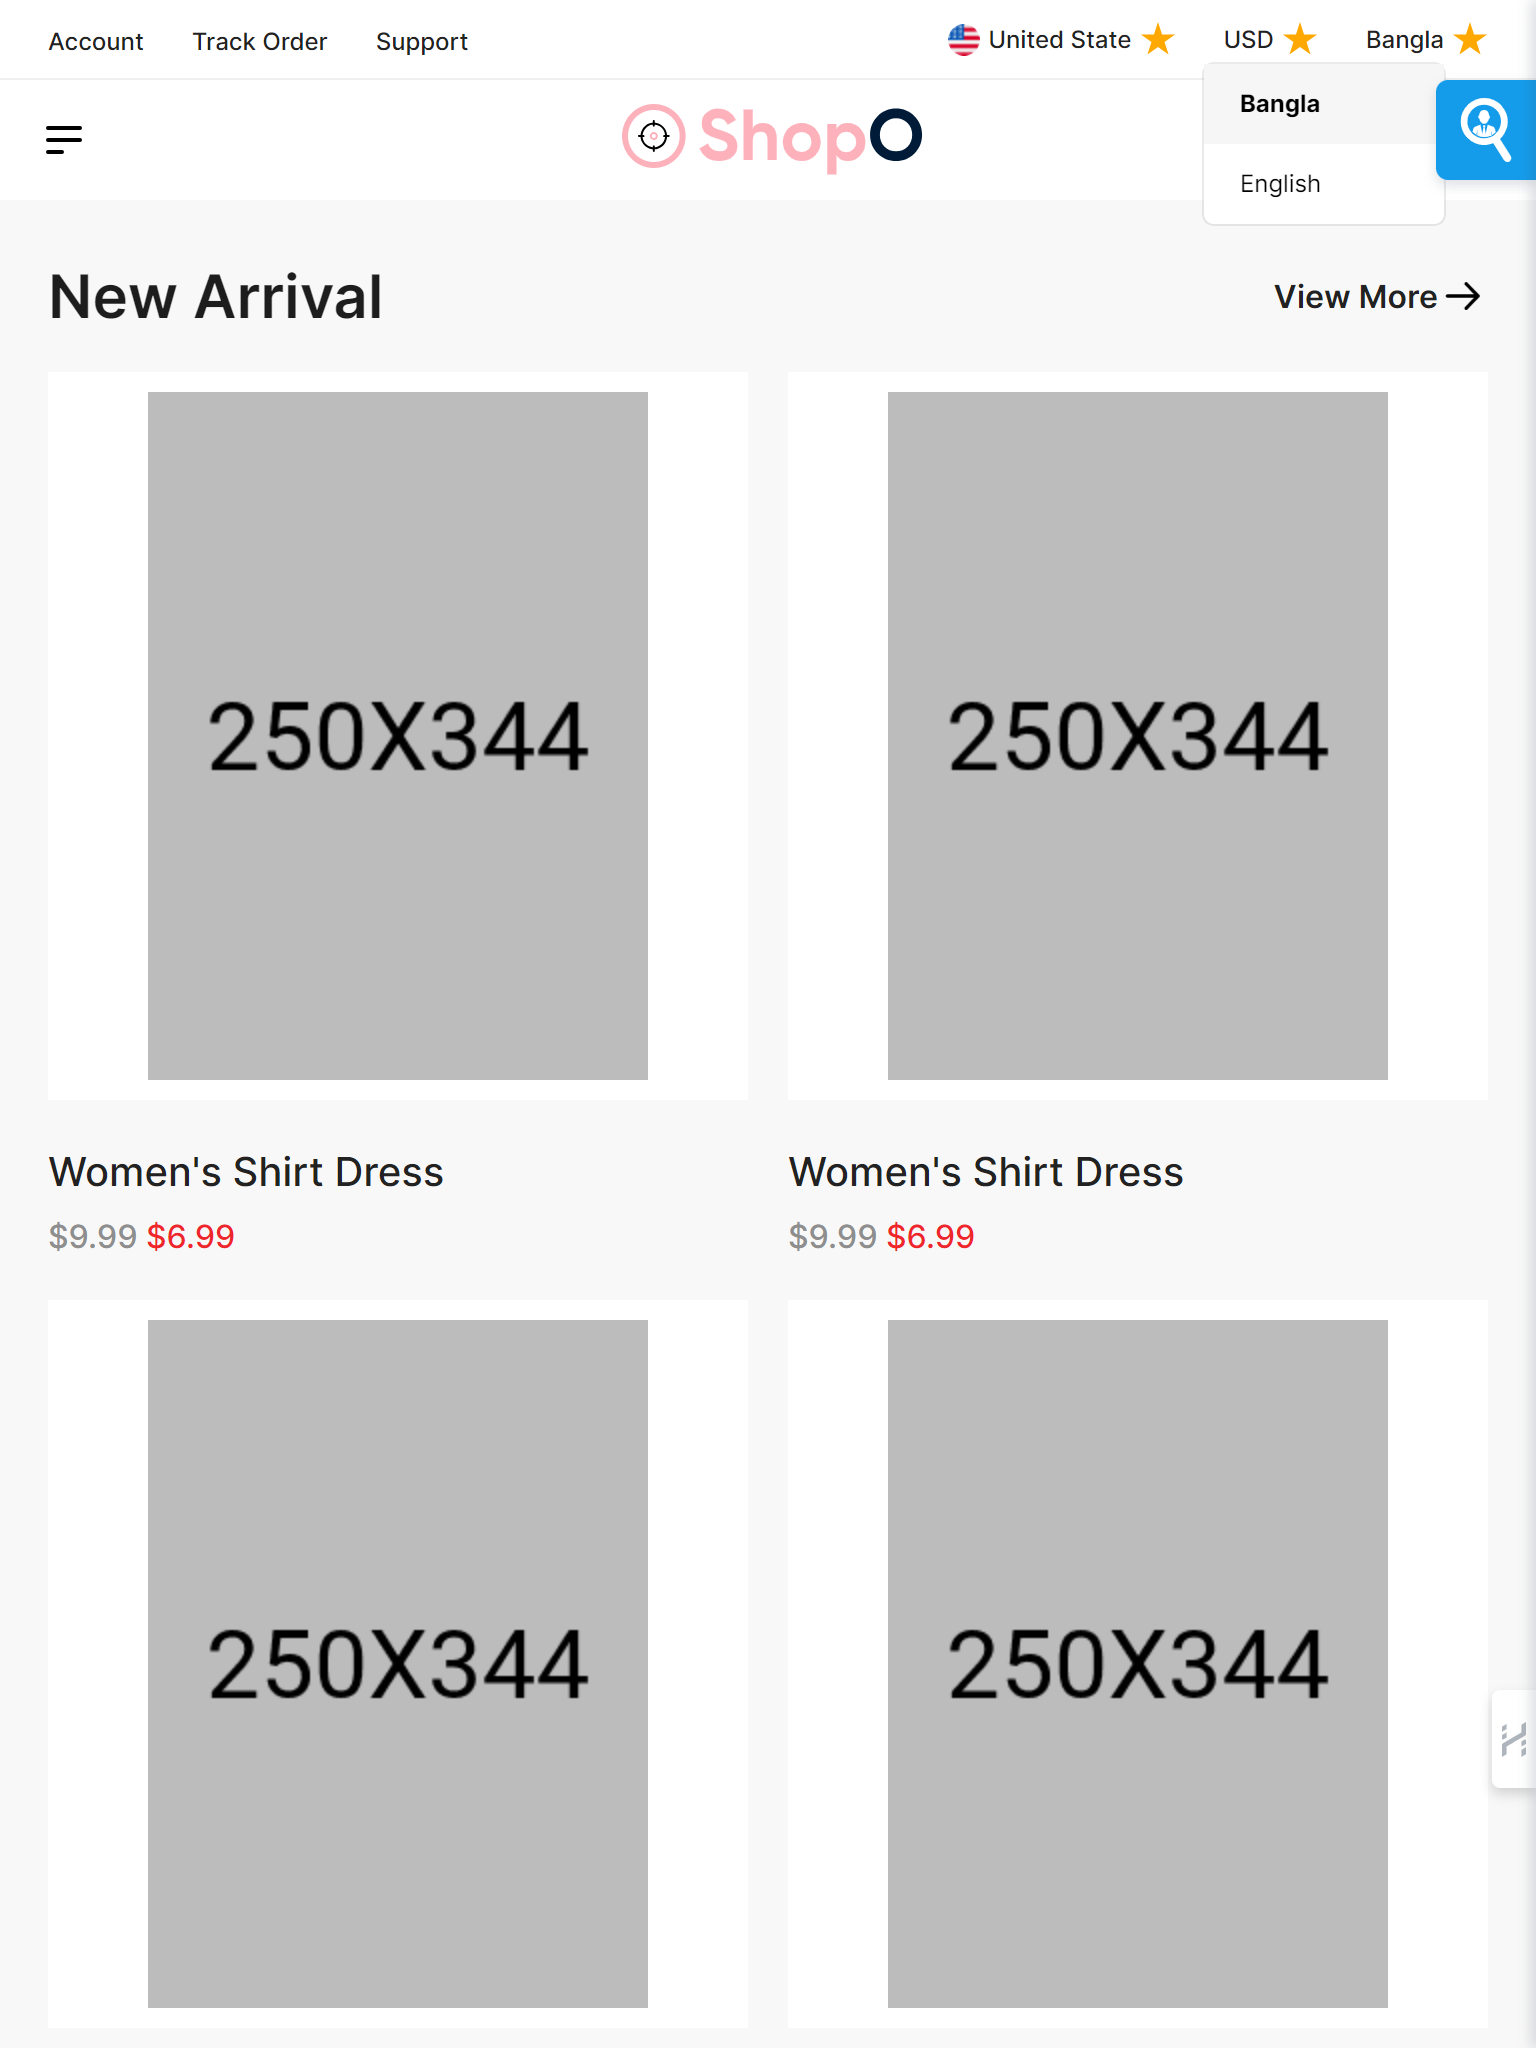 Account Track Order Support United State USD Bangla
Bangla
English
ShopO
New Arrival View More
250X344 250X344
Women's Shirt Dress Women's Shirt Dress
$9.99 $6.99 $9.99 $6.99
250X344 250X344